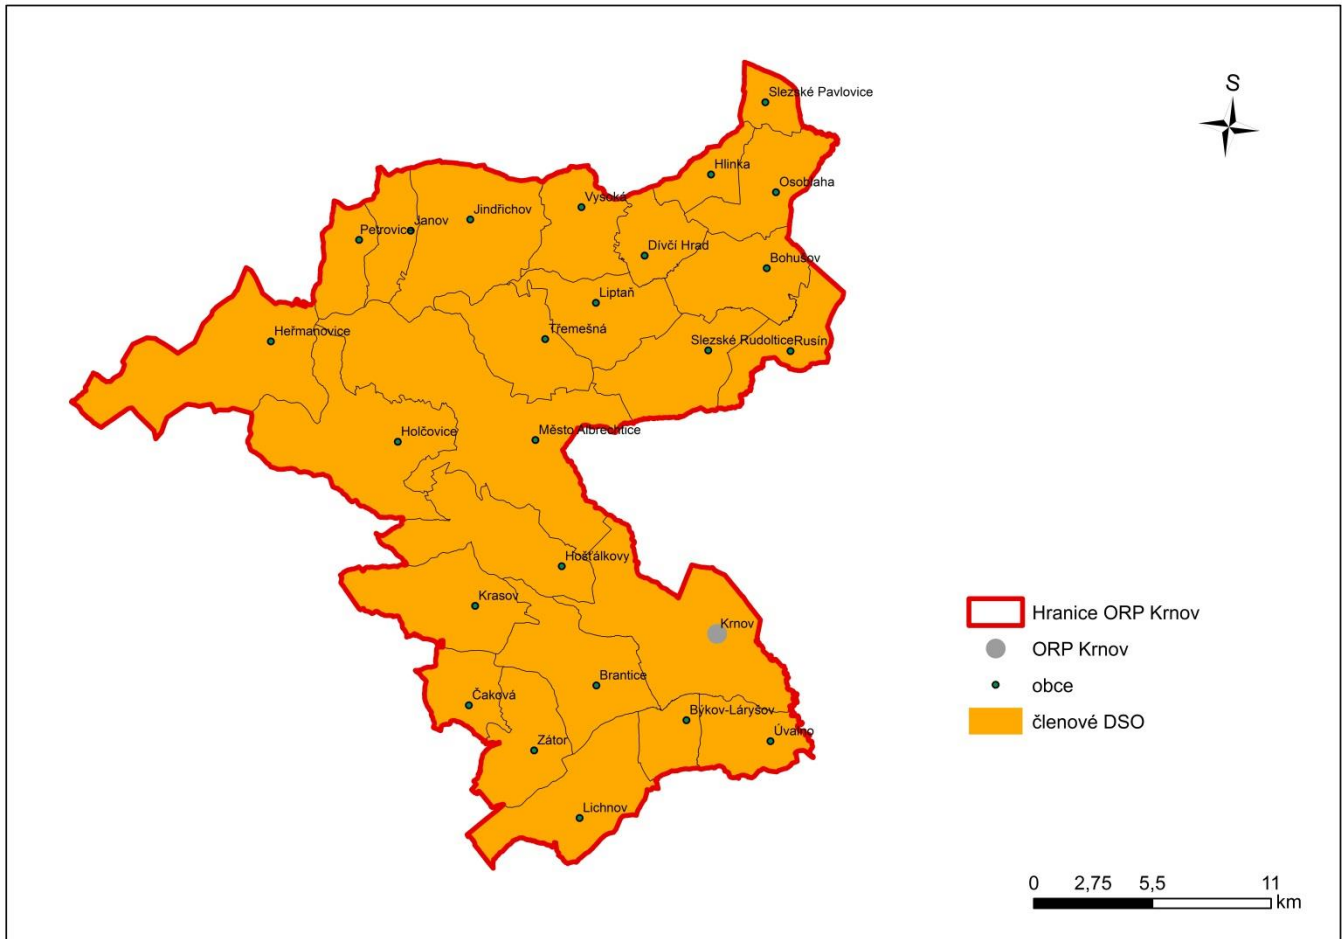 S
Slezské Pavlovice
Hlinka
Osoblaha
Vysoká
Jindřichov
Janov
Petrovice
Dívčí Hrad
Bohušov
Liptaň
Heřmanovice
Třemešná
Slezské Rudoltice
Rusín
Holčovice
Město Albrechtice
Hošťálkovy
Krasov
Krnov
Brantice
Čaková
Býkov-Láryšov
Úvalno
Zátor
Lichnov
Hranice ORP Krnov
ORP Krnov
obce
členové DSO
0 2,75 5,5 11
km